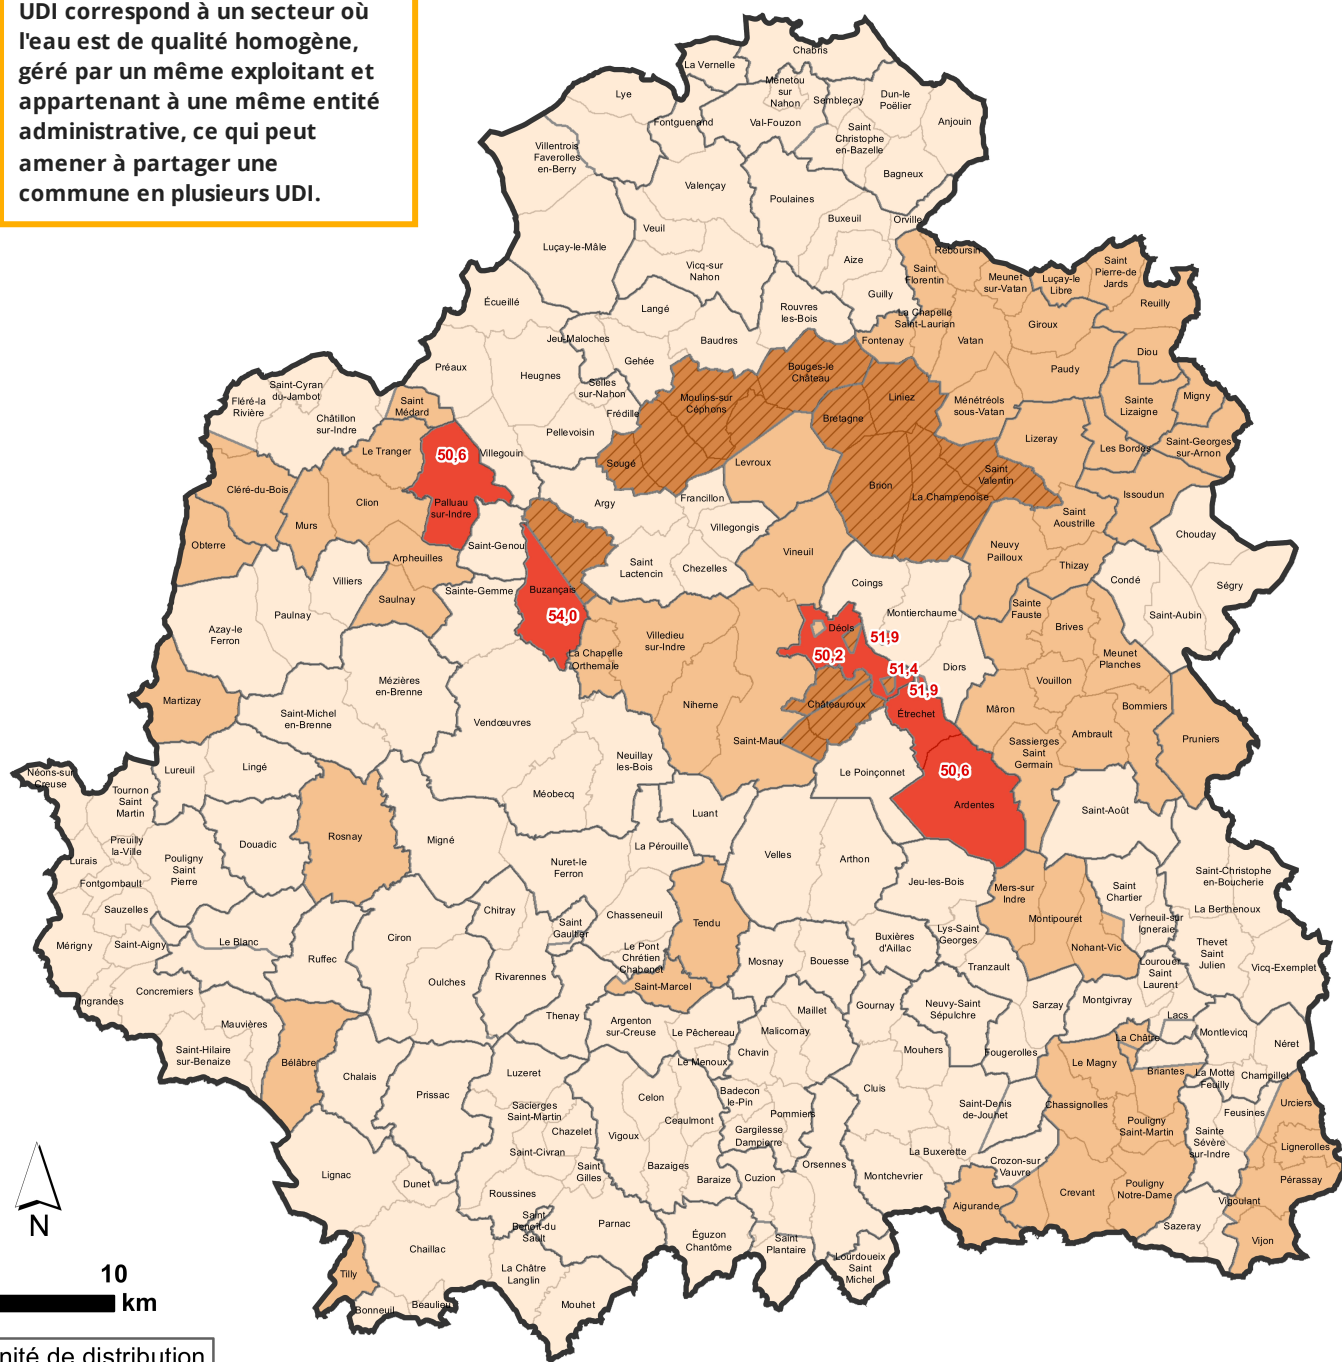 UDI correspond à un secteur où
l'eau est de qualité homogène,
géré par un même exploitant et
appartenant à une même entité
administrative, ce qui peut
amener à partager une
commune en plusieurs UDI.
Chabris
La Vernelle
Menetou
sur
Nahon
Lye
Sembleçay
Dun-le
Poëlier
Fontguenand
Val-Fouzon
Anjouin
Saint
Christophe
en-Bazelle
Villentrois
Faverolles
en-Berry
Bagneux
Valençay
Poulaines
Buxeuil
Orville
Veuil
Luçay-le-Mâle
Aize
Reboursin
Vicq-sur
Nahon
Saint
Florentin
Meunet
sur-Vatan
Luçay-le
Libre
Saint
Pierre-de
Jards
Guilly
Reuilly
Écueillé
Langé
Rouvres
les-Bois
La Chapelle
Saint-Laurian
Giroux
Jeu-Maloches
Baudres
Fontenay
Vatan
Diou
Gehée
Préaux
Heugnes
Bouges-le
Château
Paudy
Saint-Cyran
du-Jambot
Selles
sur-Nahon
Fléré-la
Rivière
Saint
Médard
Moulins-sur
Céphons
Liniez
Ménétréols
sous-Vatan
Sainte
Lizaigne
Migny
Châtillon
sur-Indre
Frédille
Bretagne
Pellevoisin
Lizeray
Les Bordes
Saint-Georges
sur-Arnon
Le Tranger
50,6
Villegouin
Sougé
Levroux
Saint
Valentin
Cléré-du-Bois
Clion
Palluau
sur-Indre
Argy
Francillon
Brion
La Champenoise
Issoudun
Murs
Villegongis
Saint
Aoustrille
Chouday
Obterre
Arpheuilles
Saint-Genou
Vineuil
Neuvy
Pailloux
Thizay
Saint
Lactencin
Chezelles
Coings
Condé
Ségry
Villiers
Saulnay
Sainte-Gemme
Buzançais
54,0
Paulnay
Montierchaume
Sainte
Fauste
Saint-Aubin
Azay-le
Ferron
Villedieu
sur-Indre
Déols
51,9
Brives
La Chapelle
Orthemale
50,2
51,4
Diors
Meunet
Planches
Mézières
en-Brenne
51,9
Vouillon
Martizay
Niherne
Châteauroux
Étrechet
Mâron
Bommiers
Saint-Michel
en-Brenne
Vendœuvres
Saint-Maur
Ambrault
Pruniers
Sassierges
Saint
Germain
Neuillay
les-Bois
Le Poinçonnet
50,6
Néons-sur
Creuse
Lureuil
Lingé
Ardentes
Tournon
Saint
Martin
Méobecq
Luant
Saint-Août
Preuilly
la-Ville
Douadic
Rosnay
Migné
La Pérouille
Velles
Arthon
Lurais
Pouligny
Saint
Pierre
Nuret-le
Ferron
Saint-Christophe
en-Boucherie
Fontgombault
Jeu-les-Bois
Mers-sur
Indre
Saint
Chartier
Sauzelles
Chitray
Chasseneuil
Tendu
Montipouret
La Berthenoux
Saint
Gaultier
Verneuil-sur
Igneraie
Mérigny
Saint-Aigny
Le Blanc
Ciron
Buxières
d'Aillac
Lys-Saint
Georges
Nohant-Vic
Thevet
Saint
Julien
Le Pont
Chrétien
Chabenet
Ruffec
Mosnay
Bouesse
Tranzault
Lourouer
Saint
Laurent
Vicq-Exemplet
Rivarennes
Oulches
Saint-Marcel
Ingrandes
Concremiers
Montgivray
Maillet
Gournay
Neuvy-Saint
Sépulchre
Sarzay
Lacs
Thenay
Argenton
sur-Creuse
Mauvières
Le Pêchereau
Malicornay
La Châtre
Montlevicq
Néret
Saint-Hilaire
sur-Benaize
Bélâbre
Le Menoux
Chavin
Mouhers
Fougerolles
Le Magny
Briantes
La Motte
Feuilly
Champillet
Chalais
Luzeret
Prissac
Celon
Badecon
le-Pin
Cluis
Saint-Denis
de-Jouhet
Chassignolles
Urciers
Sacierges
Saint-Martin
Ceaulmont
Pommiers
Feusines
Chazelet
Vigoux
Gargilesse
Dampierre
Pouligny
Saint-Martin
Sainte
Sévère
sur-Indre
Lignerolles
Saint-Civran
La Buxerette
Lignac
Saint
Gilles
Bazaiges
Orsennes
Crozon-sur
Vauvre
Dunet
Baraize
Cuzion
Montchevrier
Pérassay
Roussines
Crevant
Pouligny
Notre-Dame
Aigurande
Vigoulant
Saint
Benoît-du
Sault
Parnac
Sazeray
Chaillac
Éguzon
Chantôme
Saint
Plantaire
Vijon
Tilly
La Châtre
Langlin
Lourdoueix
Saint
Michel
Bonneuil
Beaulieu
Mouhet
N
10
km
nité de distribution